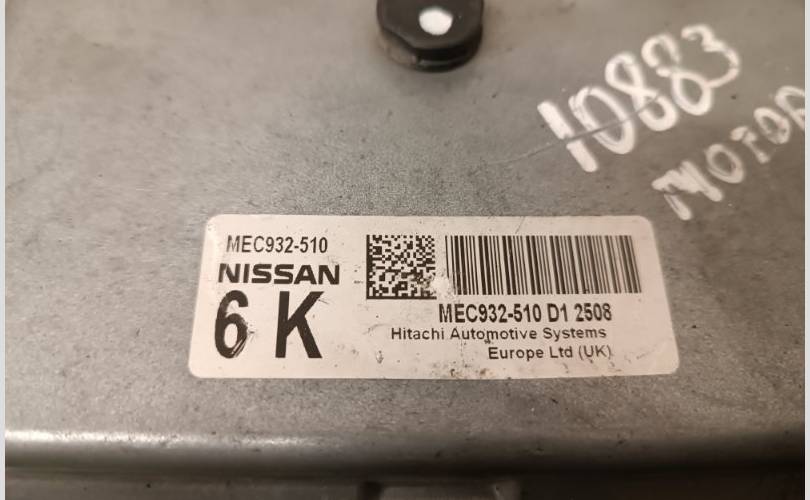 10883
MOTOR
MEC932-510
NISSAN
6 K
MEC932-510 D1 2508
Hitachi Automotive Systems
Europe Ltd (UK)